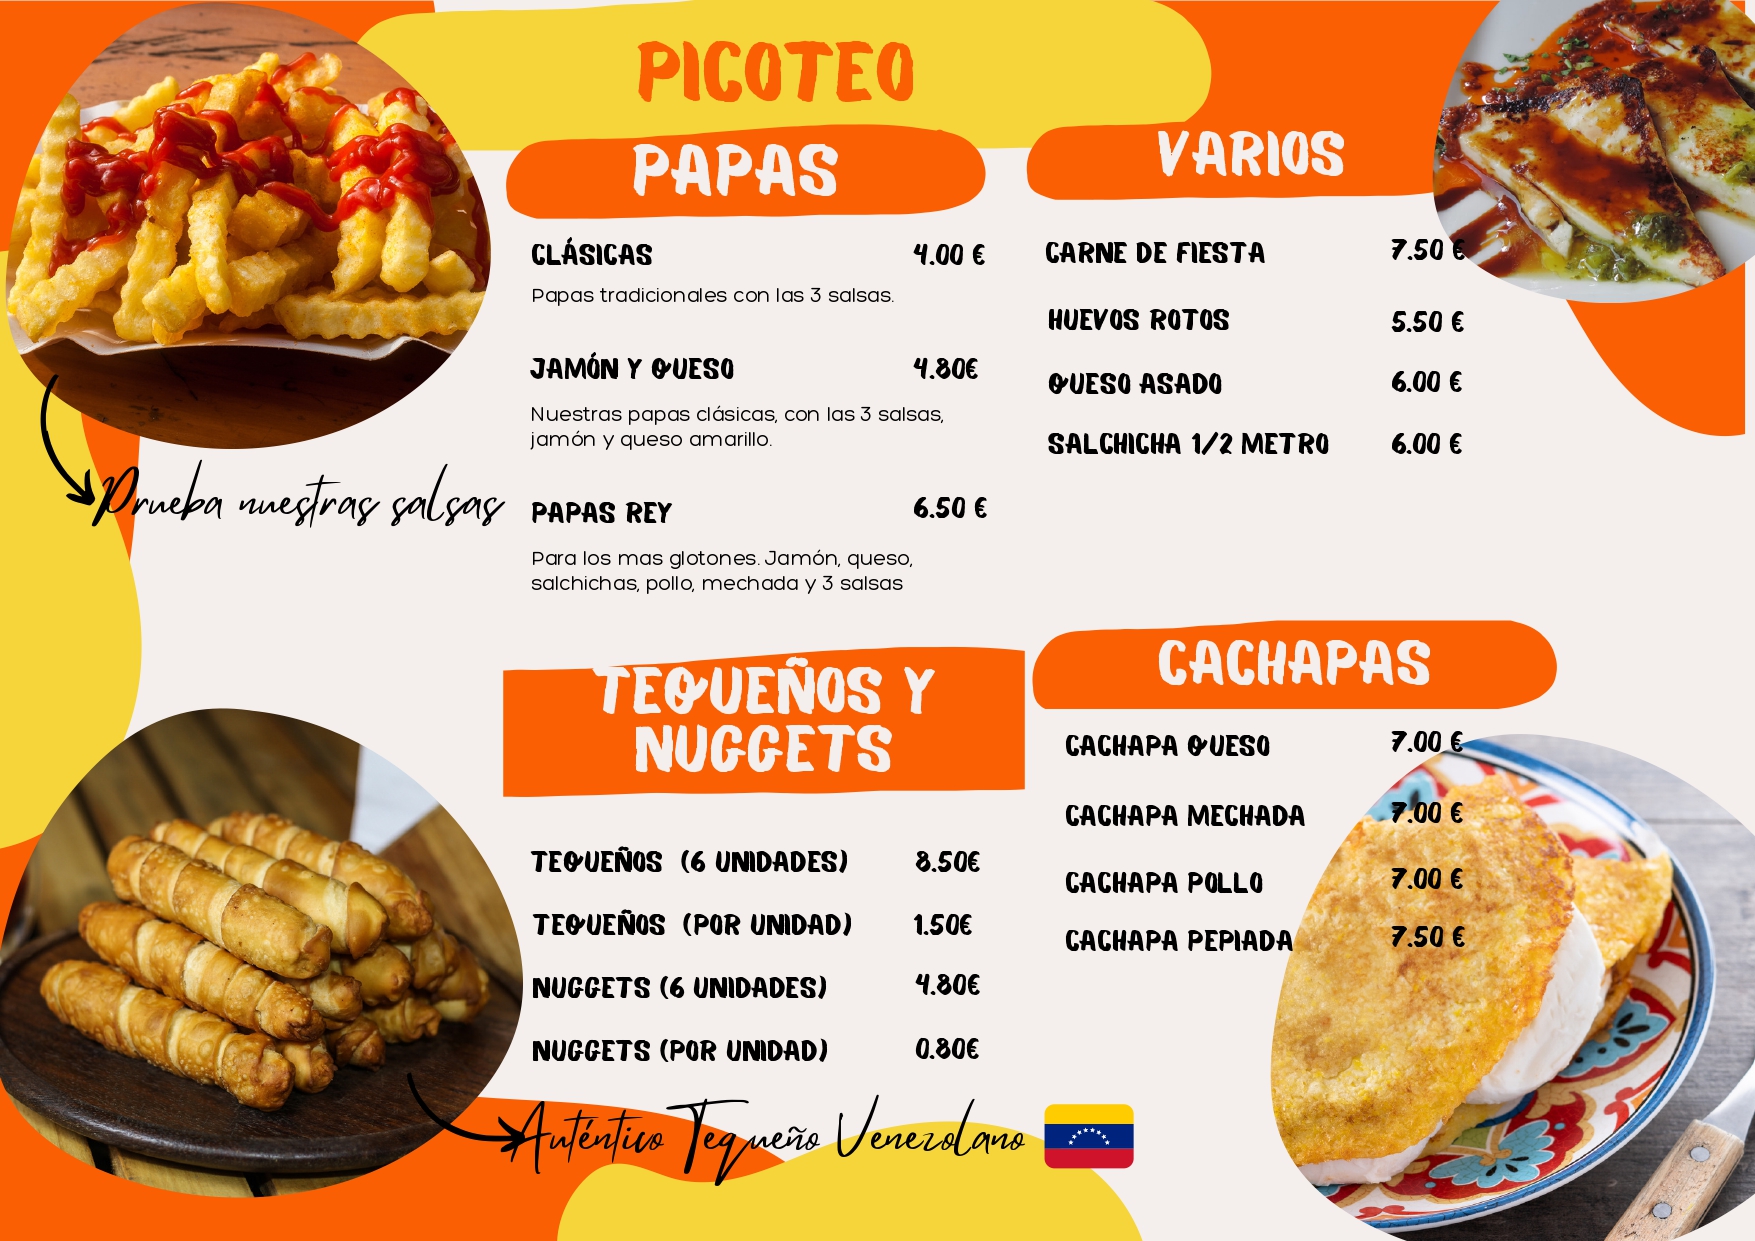 PICOTEO
PAPAS
CLÁSICAS 4.00 €
Papas tradicionales con las 3 salsas.
JAMÓN Y QUESO 4.80€
Nuestras papas clásicas, con las 3 salsas,
jamón y queso amarillo.
PAPAS REY 6.50 €
Para los mas glotones. Jamón, queso,
salchichas, pollo, mechada y 3 salsas
Prueba nuestras salsas
VARIOS
CARNE DE FIESTA 7.50 €
HUEVOS ROTOS 5.50 €
QUESO ASADO 6.00 €
SALCHICHA 1/2 METRO 6.00 €
TEQUEÑOS Y
NUGGETS
TEQUEÑOS (6 UNIDADES) 8.50€
TEQUEÑOS (POR UNIDAD) 1.50€
NUGGETS (6 UNIDADES) 4.80€
NUGGETS (POR UNIDAD) 0.80€
Auténtico Tequeño Venezolano
CACHAPAS
CACHAPA QUESO 7.00 €
CACHAPA MECHADA 7.00 €
CACHAPA POLLO 7.00 €
CACHAPA PEPIADA 7.50 €